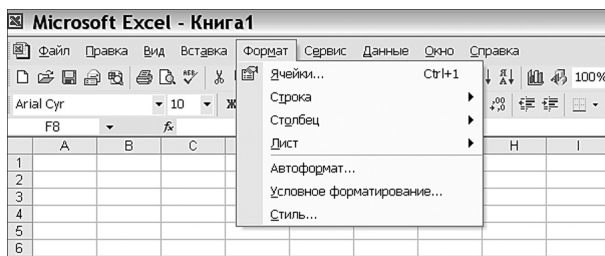 Microsoft Excel - Книга1
Файл Правка Вид Вставка Формат Сервис Данные Окно Справка
Ячейки... Ctrl+1
100%
Arial Cyr 10 Ж
Строка
Столбец
F8 fx
Лист
A B C H I
Автоформат...
Условное форматирование...
Стиль...
1
2
3
4
5
6